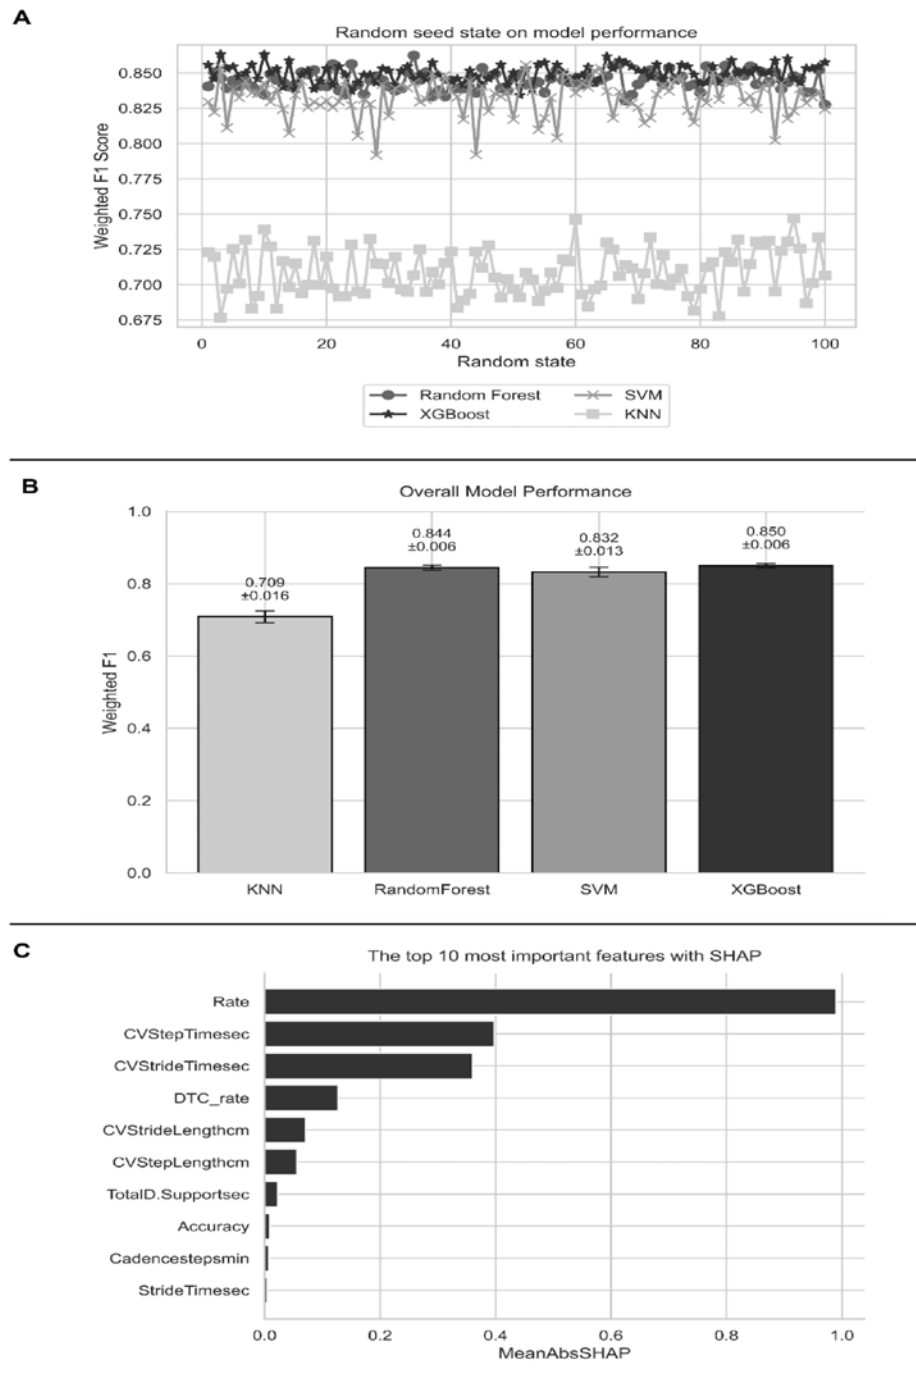 A
Random seed state on model performance
0.850
0.825
0.800
0.775
0.750
0.725
0.700
0.675
Weighted F1 Score
0 20 40 60 80 100
Random state
Random Forest SVM
XGBoost KNN
B
Overall Model Performance
1.0
0.8
0.6
0.4
0.2
0.0
Weighted F1
0.709
±0.016
0.844
±0.006
0.832
±0.013
0.850
±0.006
KNN RandomForest SVM XGBoost
C
The top 10 most important features with SHAP
Rate
CVStepTimesec
CVStrideTimesec
DTC_rate
CVStrideLengthcm
CVStepLengthcm
TotalD.Supportsec
Accuracy
Cadencestepsmin
StrideTimesec
0.0 0.2 0.4 0.6 0.8 1.0
MeanAbsSHAP